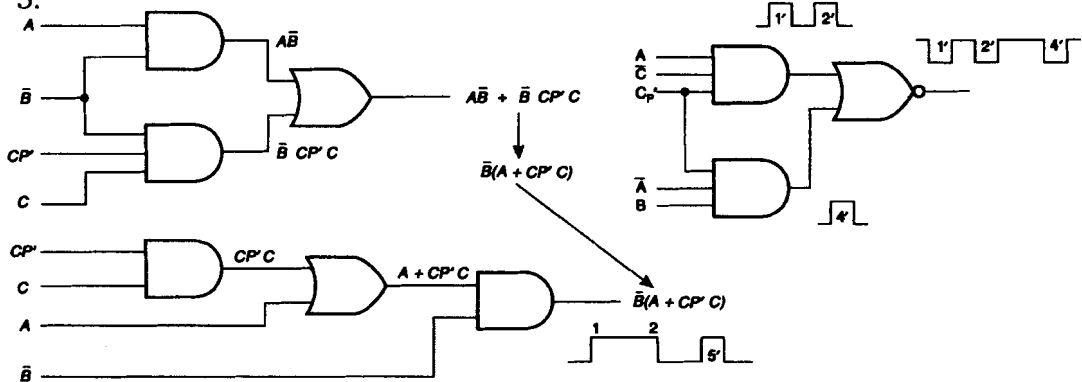 3.
A
AB̅
B̅
AB̅ + B̅ CP′ C
CP′
B̅ CP′ C
C
B̅(A + CP′ C)
CP′
CP′ C
C
A + CP′ C
A
B̅(A + CP′ C)
1 2
5′
B̅
1′ 2′
1′ 2′ 4′
A
C̅
Cₚ′
A̅
B
4′